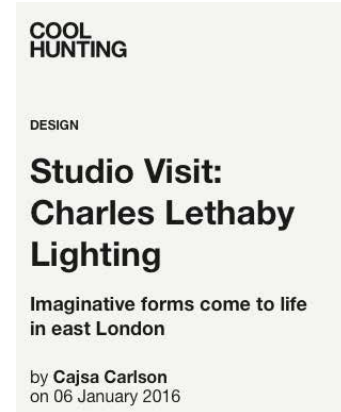 COOL
HUNTING
DESIGN
Studio Visit:
Charles Lethaby
Lighting
Imaginative forms come to life
in east London
by Cajsa Carlson
on 06 January 2016